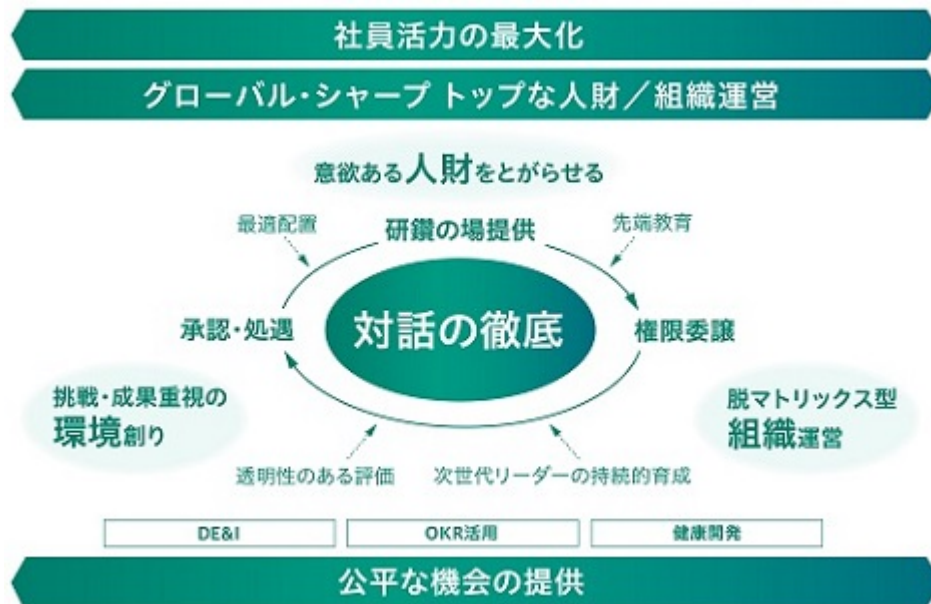 社員活力の最大化
グローバル・シャープ トップな人財／組織運営
意欲ある人財をとがらせる
最適配置
研鑽の場提供
先端教育
承認・処遇
対話の徹底
権限委譲
挑戦・成果重視の
環境創り
脱マトリックス型
組織運営
透明性のある評価
次世代リーダーの持続的育成
DE&I
OKR活用
健康開発
公平な機会の提供